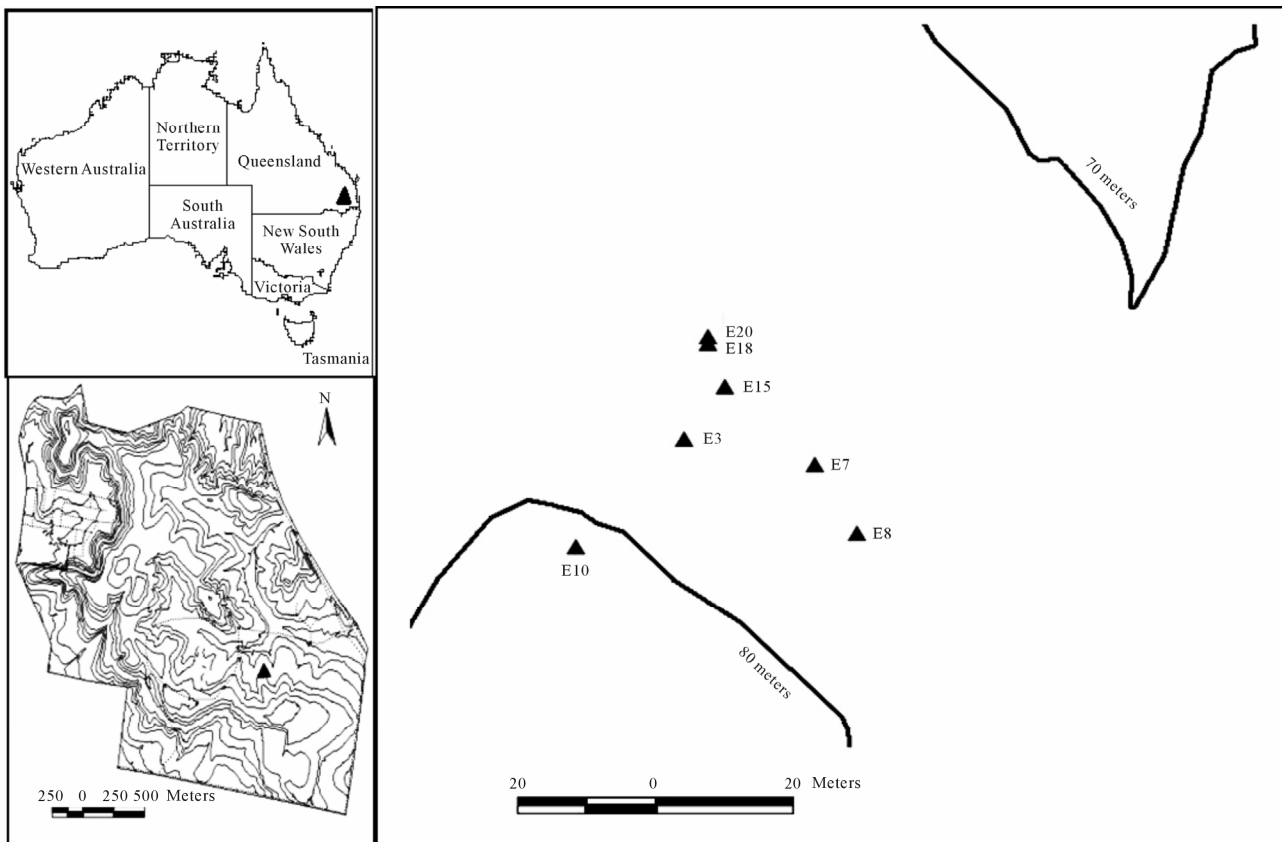 Northern
Territory
Western Australia
Queensland
South
Australia
New South
Wales
Victoria
Tasmania
N
250 0 250 500 Meters
70 meters
E20
E18
E15
E3
E7
E8
E10
80 meters
20 0 20 Meters